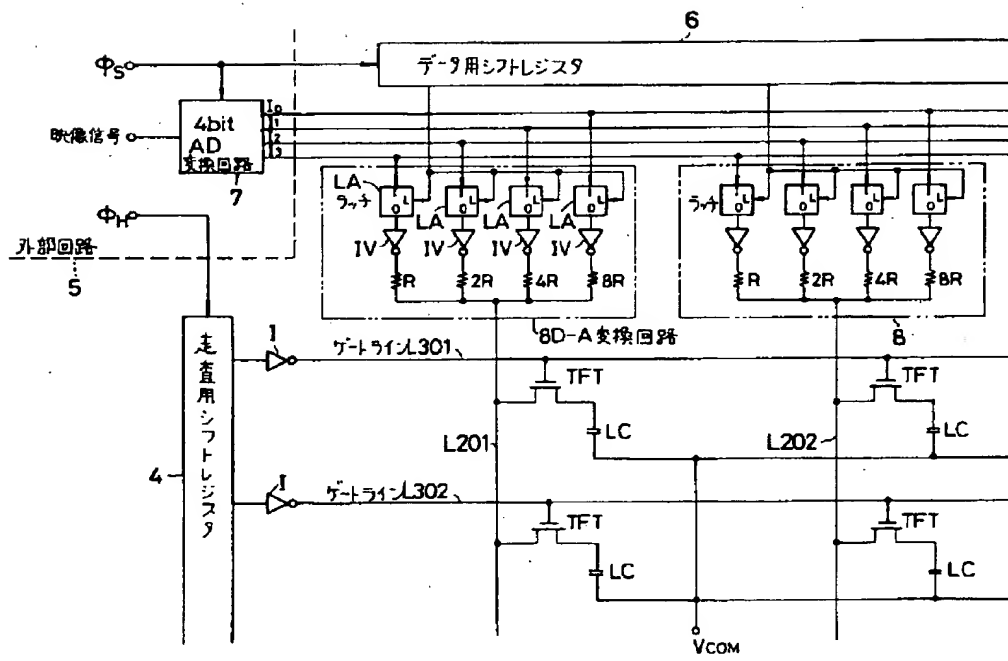 6
ΦS
データ用シフトレジスタ
映像信号
4bit
AD
変換回路
I0
1
2
I3
7
ΦH
外部回路
5
LA
ラッチ
LA
LA
LA
L
O
L
O
L
O
L
O
IV
IV
IV
IV
R
2R
4R
8R
8D-A変換回路
ラッチ
L
O
L
O
L
O
L
O
R
2R
4R
8R
8
走査用シフトレジスタ
4
I
ゲートラインL301
TFT
TFT
LC
LC
L201
L202
I
ゲートラインL302
TFT
TFT
LC
LC
VCOM